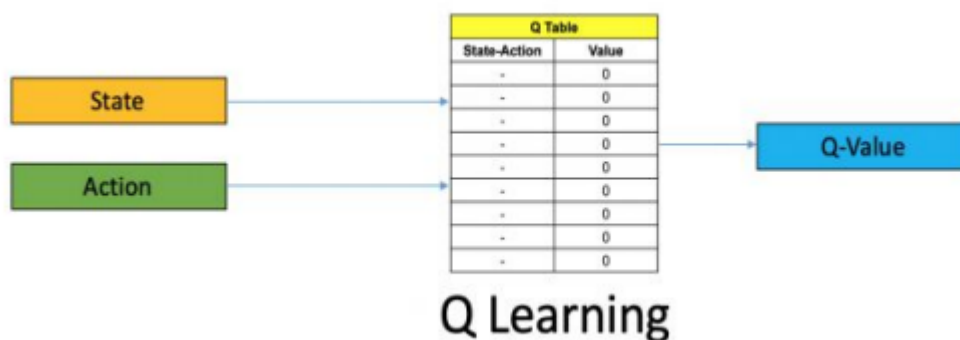 Q Table
State-Action Value
- 0
- 0
- 0
- 0
- 0
- 0
- 0
- 0
- 0
State
Action
Q-Value
Q Learning